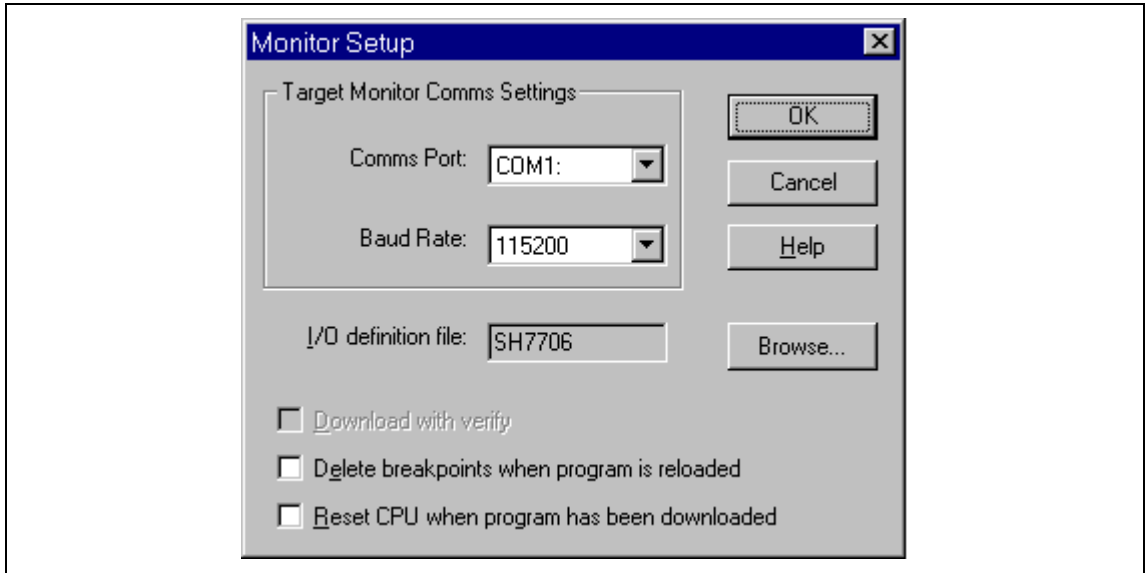 Monitor Setup
Target Monitor Comms Settings
Comms Port: COM1:
Baud Rate: 115200
OK
Cancel
Help
I/O definition file: SH7706
Browse...
Download with verify
Delete breakpoints when program is reloaded
Reset CPU when program has been downloaded